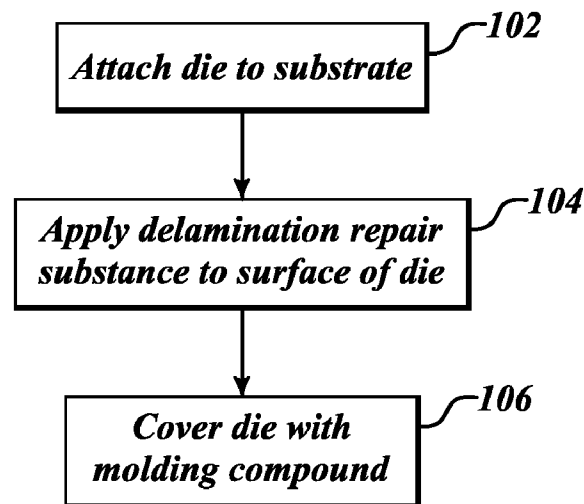 102
Attach die to substrate
104
Apply delamination repair
substance to surface of die
106
Cover die with
molding compound